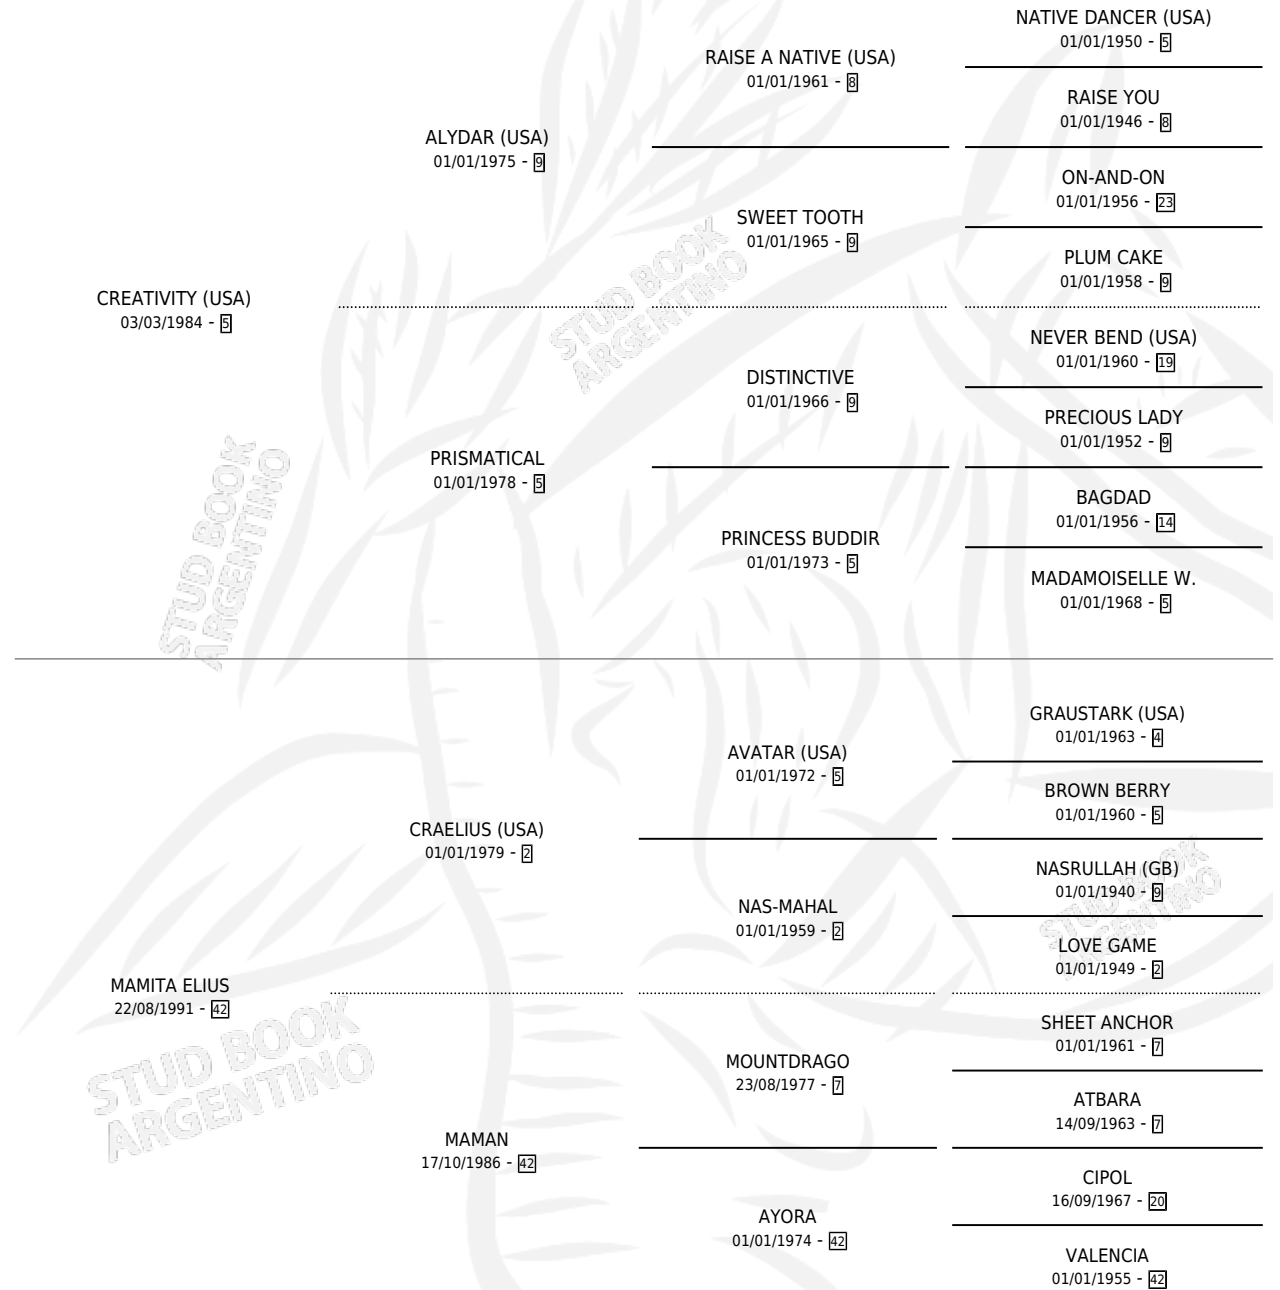 NATIVE DANCER (USA)
01/01/1950 - 5
RAISE A NATIVE (USA)
01/01/1961 - 8
RAISE YOU
01/01/1946 - 8
ALYDAR (USA)
01/01/1975 - 9
ON-AND-ON
01/01/1956 - 23
SWEET TOOTH
01/01/1965 - 9
PLUM CAKE
01/01/1958 - 9
CREATIVITY (USA)
03/03/1984 - 5
NEVER BEND (USA)
01/01/1960 - 19
DISTINCTIVE
01/01/1966 - 9
PRECIOUS LADY
01/01/1952 - 9
PRISMATICAL
01/01/1978 - 5
BAGDAD
01/01/1956 - 14
PRINCESS BUDDIR
01/01/1973 - 5
MADAMOISELLE W.
01/01/1968 - 5
GRAUSTARK (USA)
01/01/1963 - 4
AVATAR (USA)
01/01/1972 - 5
BROWN BERRY
01/01/1960 - 5
CRAELIUS (USA)
01/01/1979 - 2
NASRULLAH (GB)
01/01/1940 - 9
NAS-MAHAL
01/01/1959 - 2
LOVE GAME
01/01/1949 - 2
MAMITA ELIUS
22/08/1991 - 42
SHEET ANCHOR
01/01/1961 - 7
MOUNTDRAGO
23/08/1977 - 7
ATBARA
14/09/1963 - 7
MAMAN
17/10/1986 - 42
CIPOL
16/09/1967 - 20
AYORA
01/01/1974 - 42
VALENCIA
01/01/1955 - 42
STUD BOOK
ARGENTINO
STUD BOOK
ARGENTINO
STUD BOOK
ARGENTINO
STUD BOOK
ARGENTINO